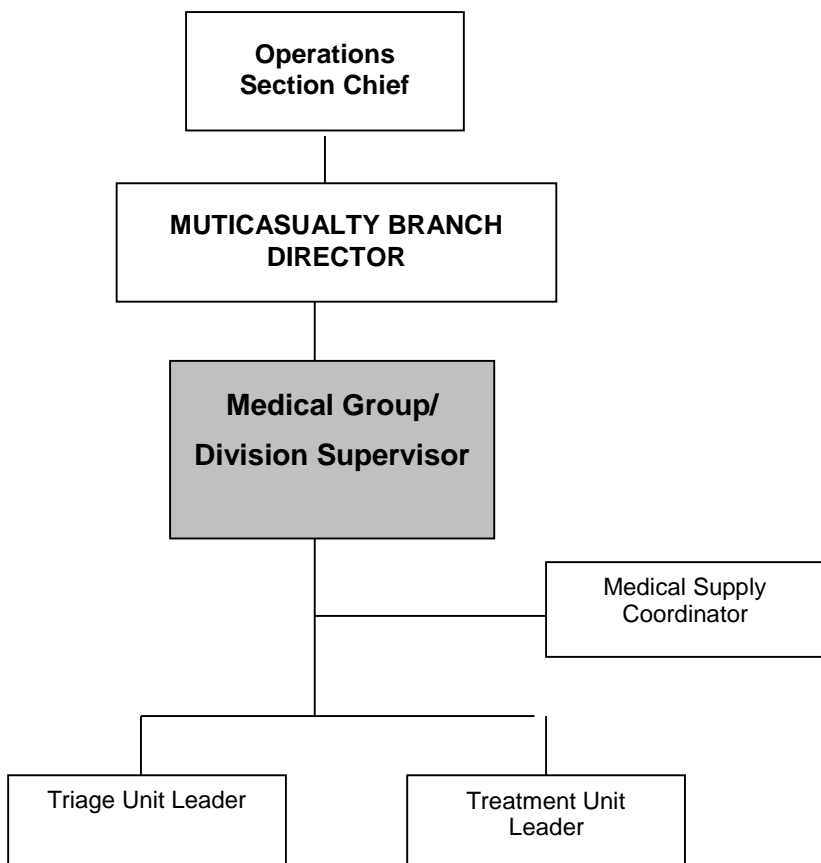 Operations
Section Chief
MUTICASUALTY BRANCH
DIRECTOR
Medical Group/
Division Supervisor
Medical Supply
Coordinator
Triage Unit Leader
Treatment Unit
Leader